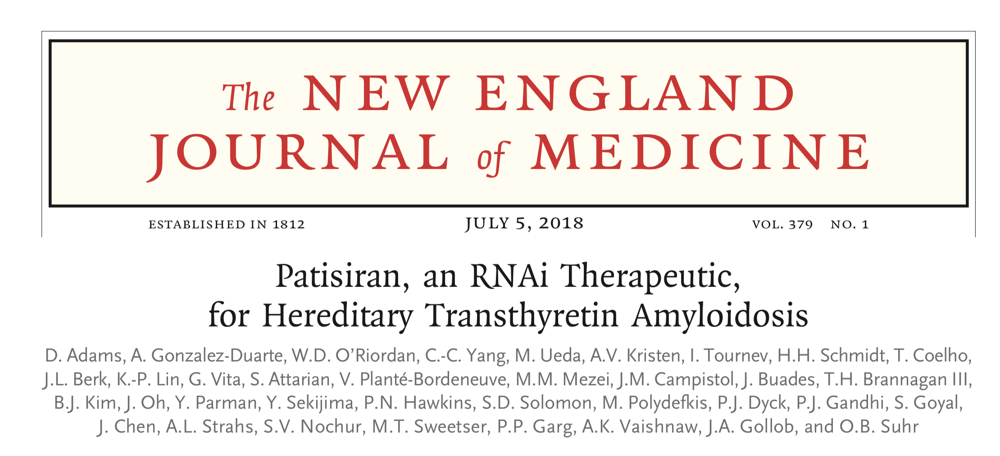 The NEW ENGLAND
JOURNAL of MEDICINE
ESTABLISHED IN 1812 JULY 5, 2018 VOL. 379 NO. 1
Patisiran, an RNAi Therapeutic,
for Hereditary Transthyretin Amyloidosis
D. Adams, A. Gonzalez-Duarte, W.D. O’Riordan, C.-C. Yang, M. Ueda, A.V. Kristen, I. Tournev, H.H. Schmidt, T. Coelho,
J.L. Berk, K.-P. Lin, G. Vita, S. Attarian, V. Planté-Bordeneuve, M.M. Mezei, J.M. Campistol, J. Buades, T.H. Brannagan III,
B.J. Kim, J. Oh, Y. Parman, Y. Sekijima, P.N. Hawkins, S.D. Solomon, M. Polydefkis, P.J. Dyck, P.J. Gandhi, S. Goyal,
J. Chen, A.L. Strahs, S.V. Nochur, M.T. Sweetser, P.P. Garg, A.K. Vaishnaw, J.A. Gollob, and O.B. Suhr